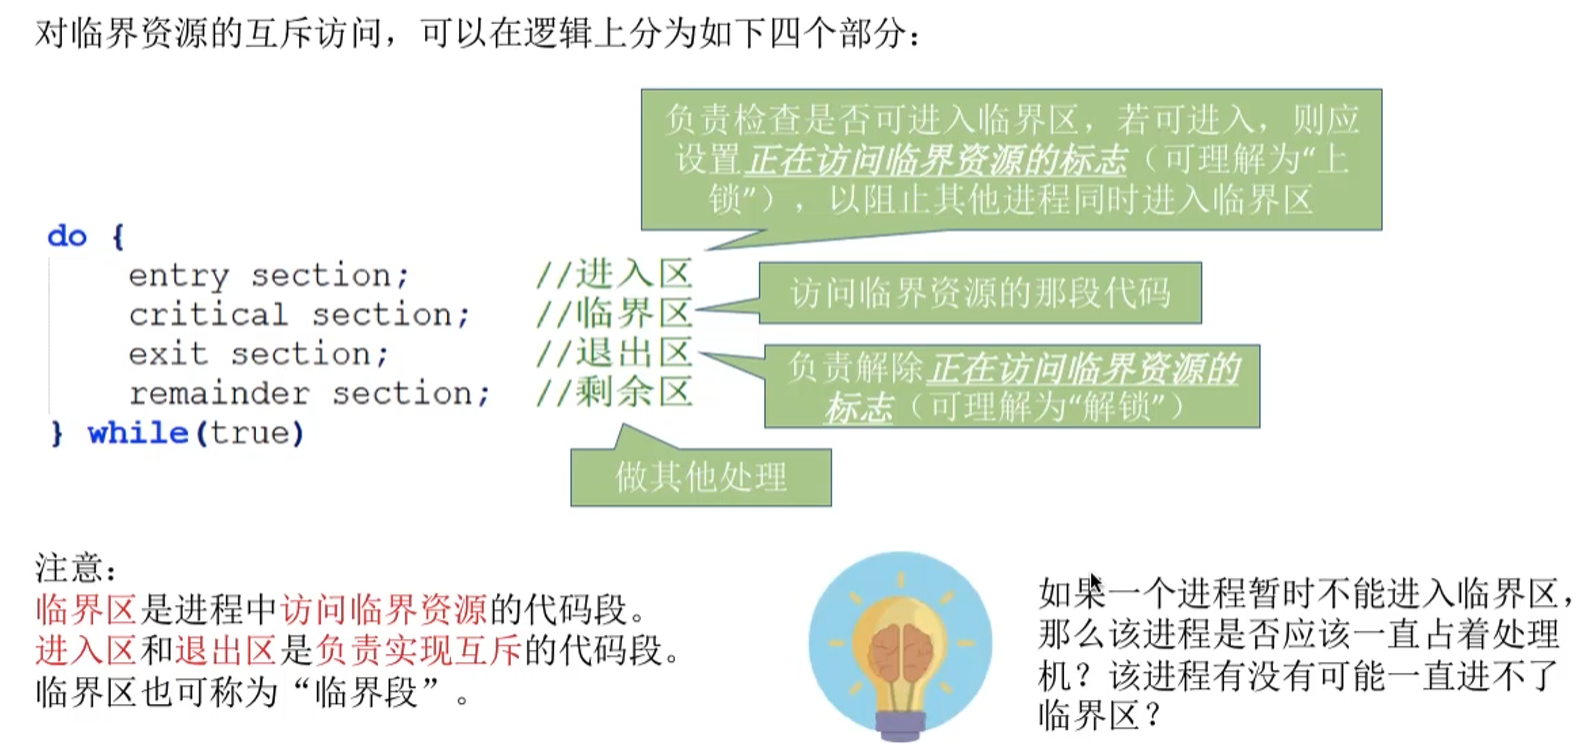 对临界资源的互斥访问，可以在逻辑上分为如下四个部分：
负责检查是否可进入临界区，若可进入，则应
设置正在访问临界资源的标志（可理解为“上
锁”），以阻止其他进程同时进入临界区
do {
entry section; //进入区
critical section; //临界区
exit section; //退出区
remainder section; //剩余区
} while(true)
访问临界资源的那段代码
负责解除正在访问临界资源的
标志（可理解为“解锁”）
做其他处理
注意：
临界区是进程中访问临界资源的代码段。
进入区和退出区是负责实现互斥的代码段。
临界区也可称为“临界段”。
如果一个进程暂时不能进入临界区，
那么该进程是否应该一直占着处理
机？该进程有没有可能一直进不了
临界区？